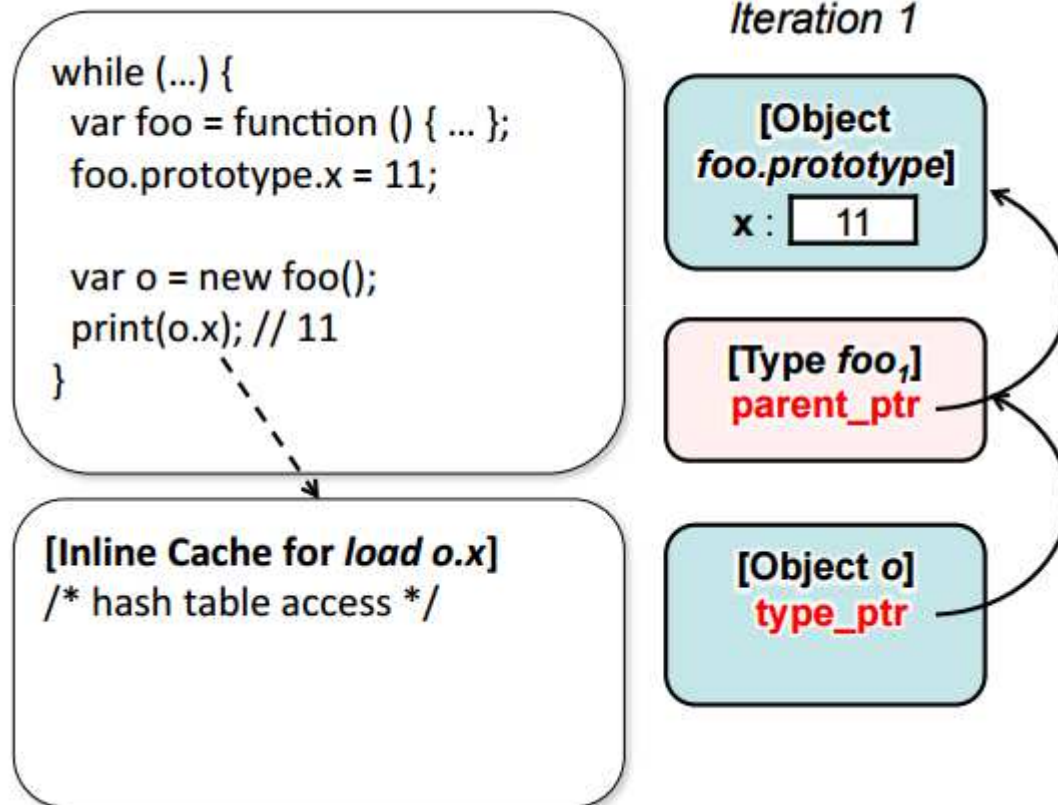 while (...) {
var foo = function () { ... };
foo.prototype.x = 11;
var o = new foo();
print(o.x); // 11
}
[Inline Cache for load o.x]
/* hash table access */
Iteration 1
[Object
foo.prototype]
x : 11
[Type foo₁]
parent_ptr
[Object o]
type_ptr